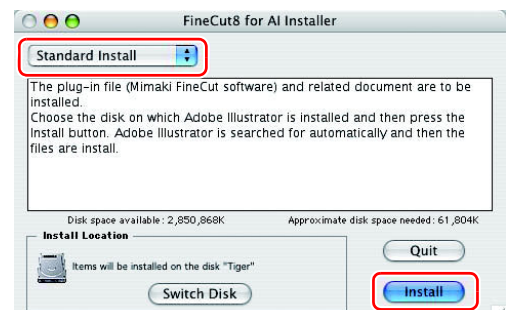 FineCut8 for AI Installer
Standard Install
The plug-in file (Mimaki FineCut software) and related document are to be
installed.
Choose the disk on which Adobe Illustrator is installed and then press the
Install button. Adobe Illustrator is searched for automatically and then the
files are install.
Disk space available: 2,850,868K Approximate disk space needed: 61,804K
Install Location
Items will be installed on the disk "Tiger"
Quit
Switch Disk
Install